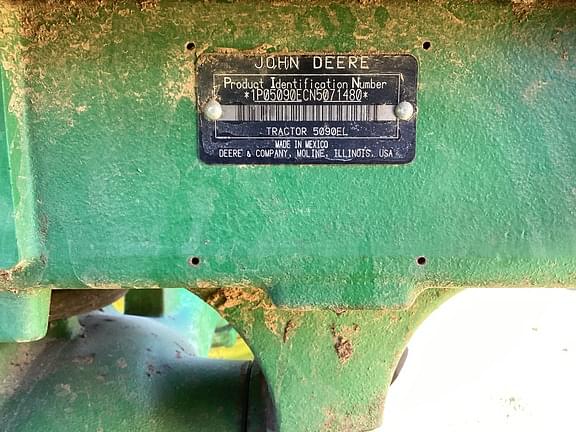 JOHN DEERE
Product Identification Number
*1P05090ECN5071480*
TRACTOR 5090EL
MADE IN MEXICO
DEERE & COMPANY, MOLINE, ILLINOIS, USA